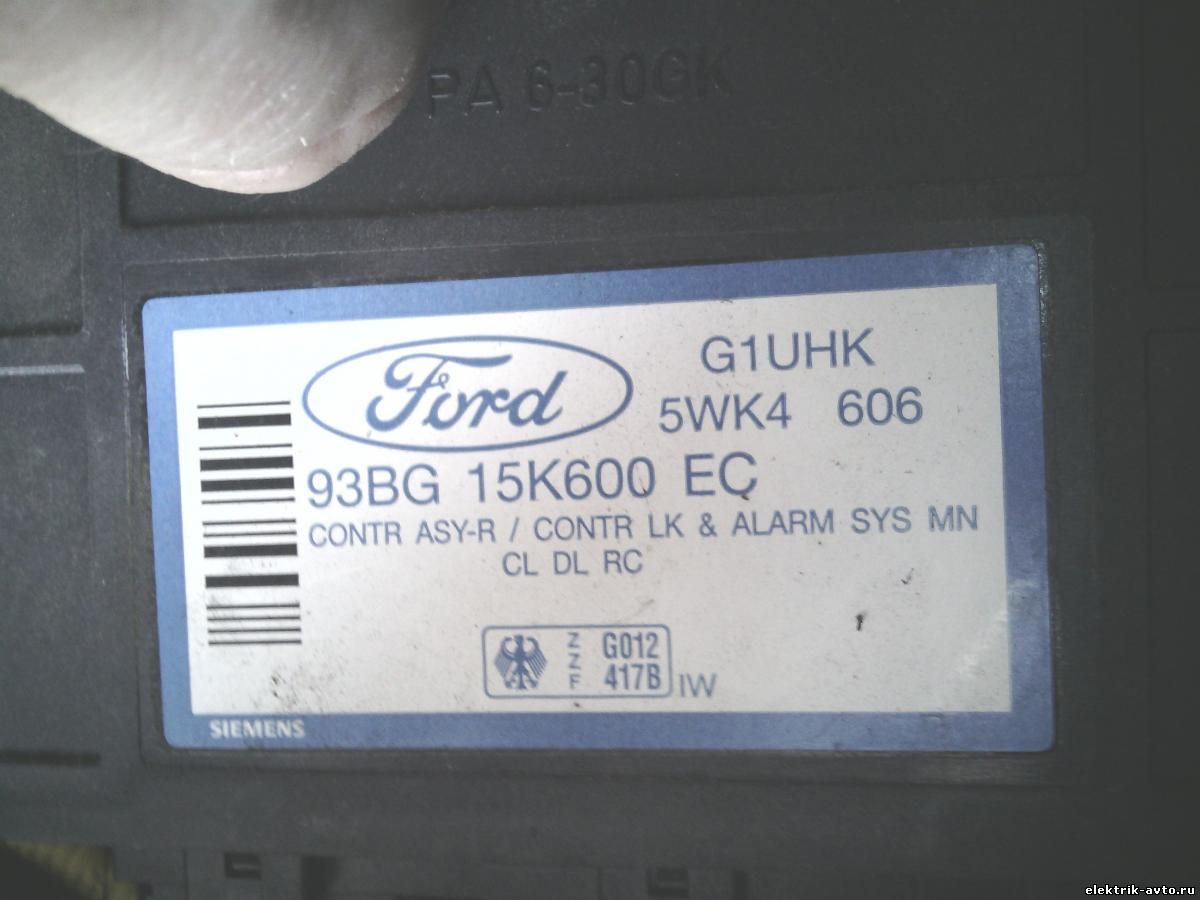 PA 6-30GK
Ford
G1UHK
5WK4 606
93BG 15K600 EC
CONTR ASY-R / CONTR LK & ALARM SYS MN
CL DL RC
ZZF
G012
417B
IW
SIEMENS
elektrik-avto.ru